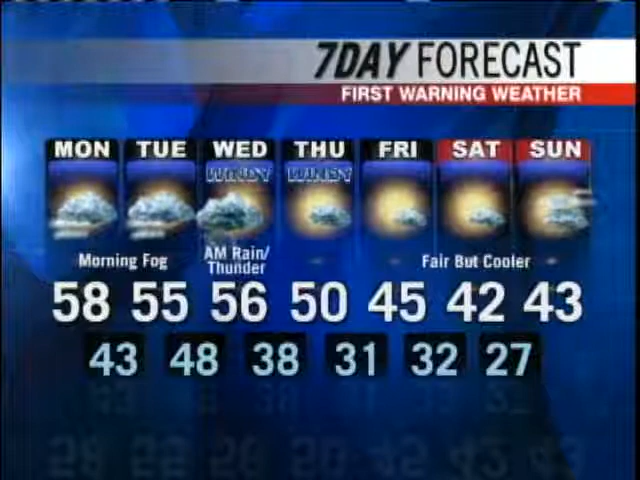 7DAY FORECAST
FIRST WARNING WEATHER
MON TUE WED THU FRI SAT SUN
WINDY WINDY
Morning Fog
AM Rain/
Thunder
Fair But Cooler
58 55 56 50 45 42 43
43 48 38 31 32 27